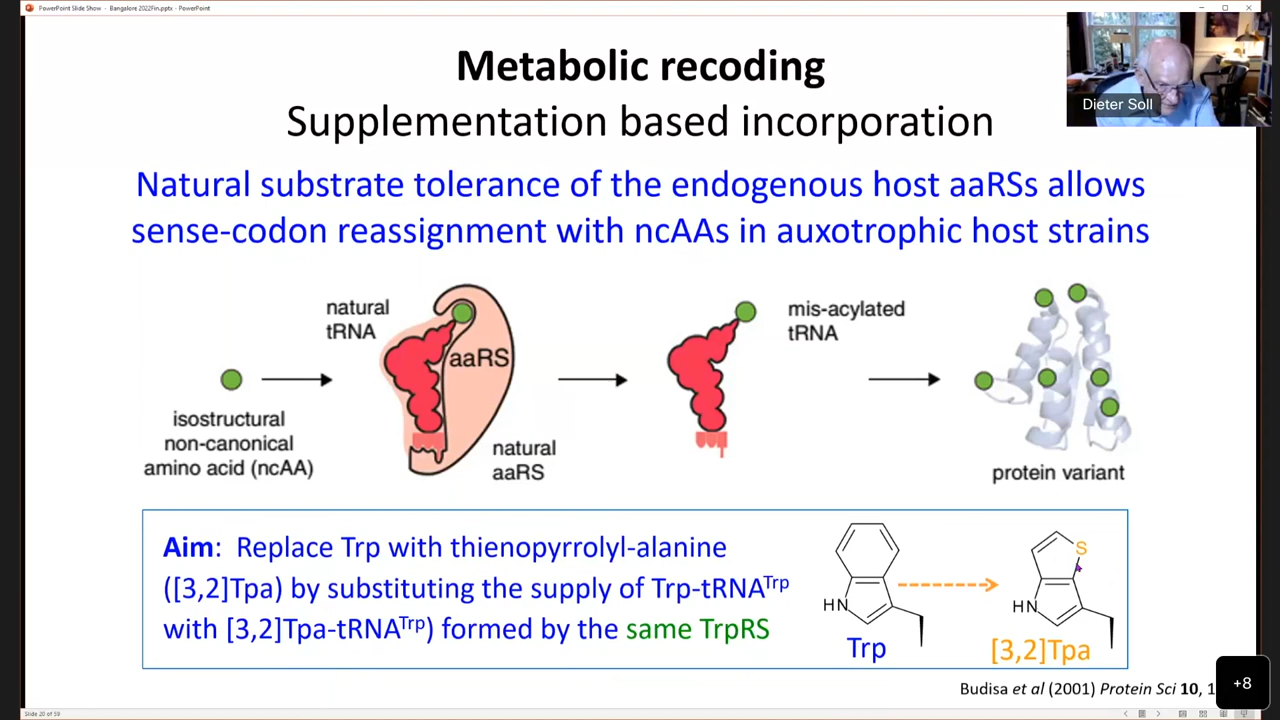 PowerPoint Slide Show - Bangalore 2022Fin.pptx - PowerPoint
Metabolic recoding
Dieter Soll
Supplementation based incorporation
Natural substrate tolerance of the endogenous host aaRSs allows
sense-codon reassignment with ncAAs in auxotrophic host strains
natural
tRNA
aaRS
mis-acylated
tRNA
isostructural
non-canonical
amino acid (ncAA)
natural
aaRS
protein variant
Aim: Replace Trp with thienopyrrolyl-alanine
([3,2]Tpa) by substituting the supply of Trp-tRNATrp
with [3,2]Tpa-tRNATrp) formed by the same TrpRS
HN
Trp
S
HN
[3,2]Tpa
Budisa et al (2001) Protein Sci 10, 1
+8
Slide 20 of 59